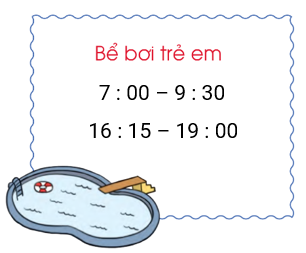 Bể bơi trẻ em
7 : 00 – 9 : 30
16 : 15 – 19 : 00